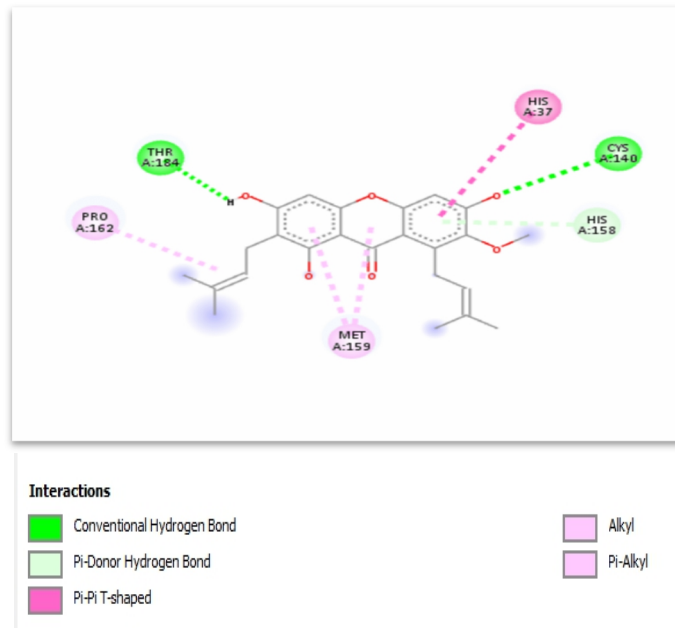 HIS
A:37
THR
A:184
CYS
A:140
H
O
O
O
PRO
A:162
HIS
A:158
O
O
O
MET
A:159
Interactions
Conventional Hydrogen Bond
Pi-Donor Hydrogen Bond
Pi-Pi T-shaped
Alkyl
Pi-Alkyl